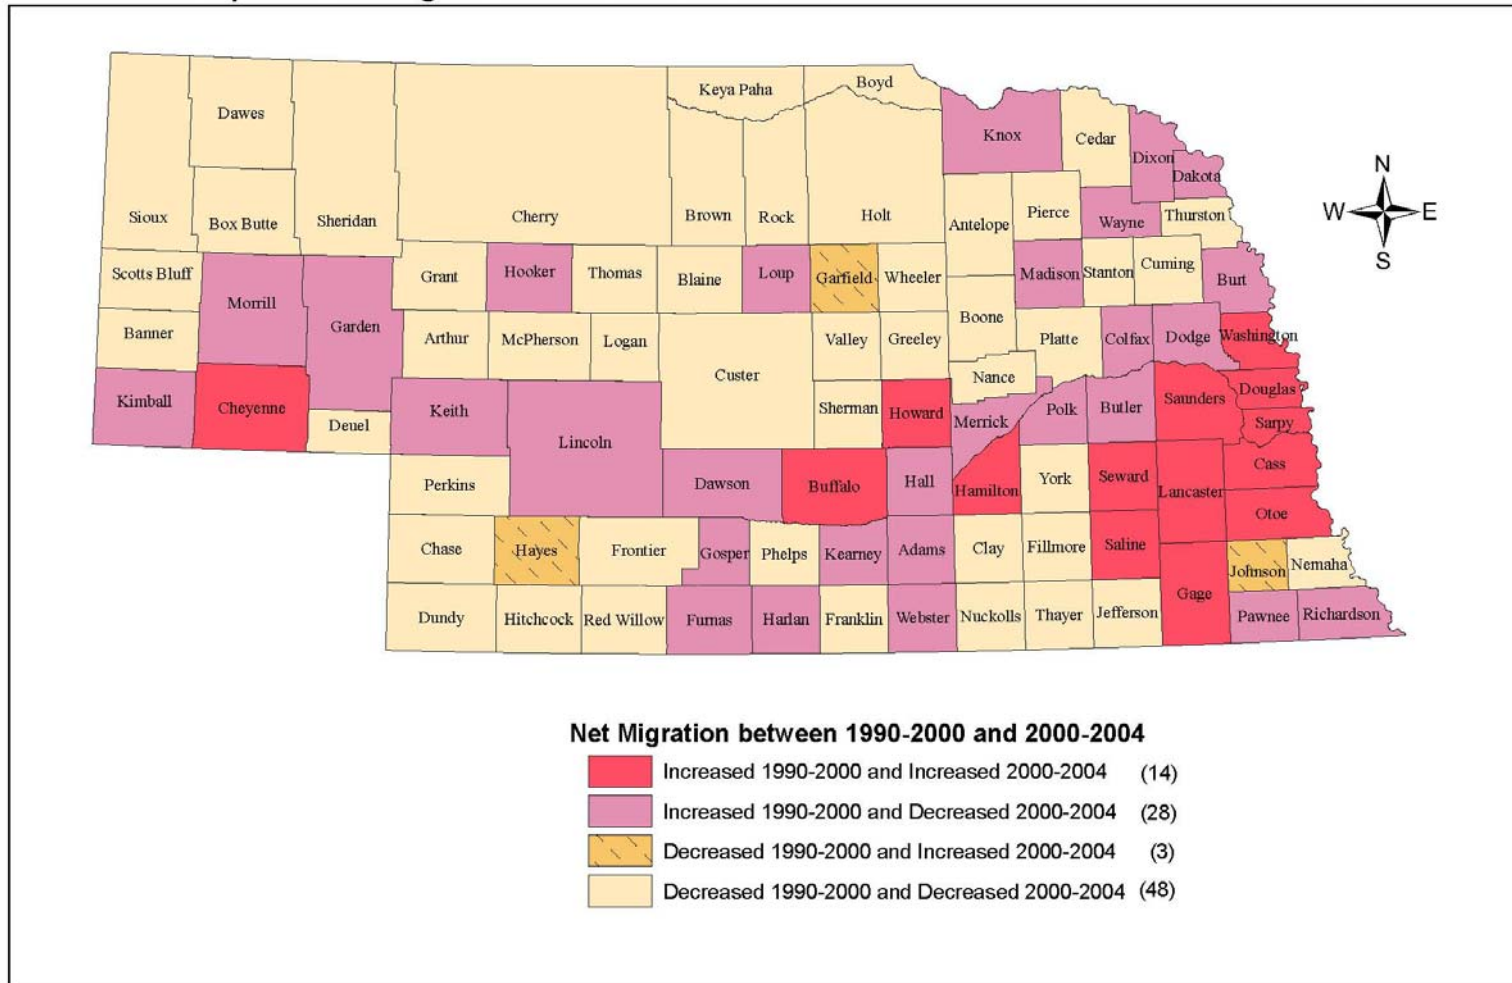 Keya Paha
Boyd
Dawes
Knox
Cedar
Dixon
Dakota
Sioux
Box Butte
Sheridan
Cherry
Brown
Rock
Holt
Antelope
Pierce
Wayne
Thurston
N
W
E
S
Scotts Bluff
Morrill
Garden
Grant
Hooker
Thomas
Blaine
Loup
Garfield
Wheeler
Madison
Stanton
Cuming
Burt
Banner
Arthur
McPherson
Logan
Custer
Valley
Greeley
Boone
Platte
Colfax
Dodge
Washington
Kimball
Cheyenne
Deuel
Keith
Lincoln
Sherman
Howard
Nance
Merrick
Polk
Butler
Saunders
Douglas
Sarpy
Perkins
Dawson
Buffalo
Hall
Hamilton
York
Seward
Lancaster
Cass
Otoe
Chase
Hayes
Frontier
Gosper
Phelps
Kearney
Adams
Clay
Fillmore
Saline
Gage
Johnson
Nemaha
Dundy
Hitchcock
Red Willow
Furnas
Harlan
Franklin
Webster
Nuckolls
Thayer
Jefferson
Pawnee
Richardson
Net Migration between 1990-2000 and 2000-2004
Increased 1990-2000 and Increased 2000-2004 (14)
Increased 1990-2000 and Decreased 2000-2004 (28)
Decreased 1990-2000 and Increased 2000-2004 (3)
Decreased 1990-2000 and Decreased 2000-2004 (48)